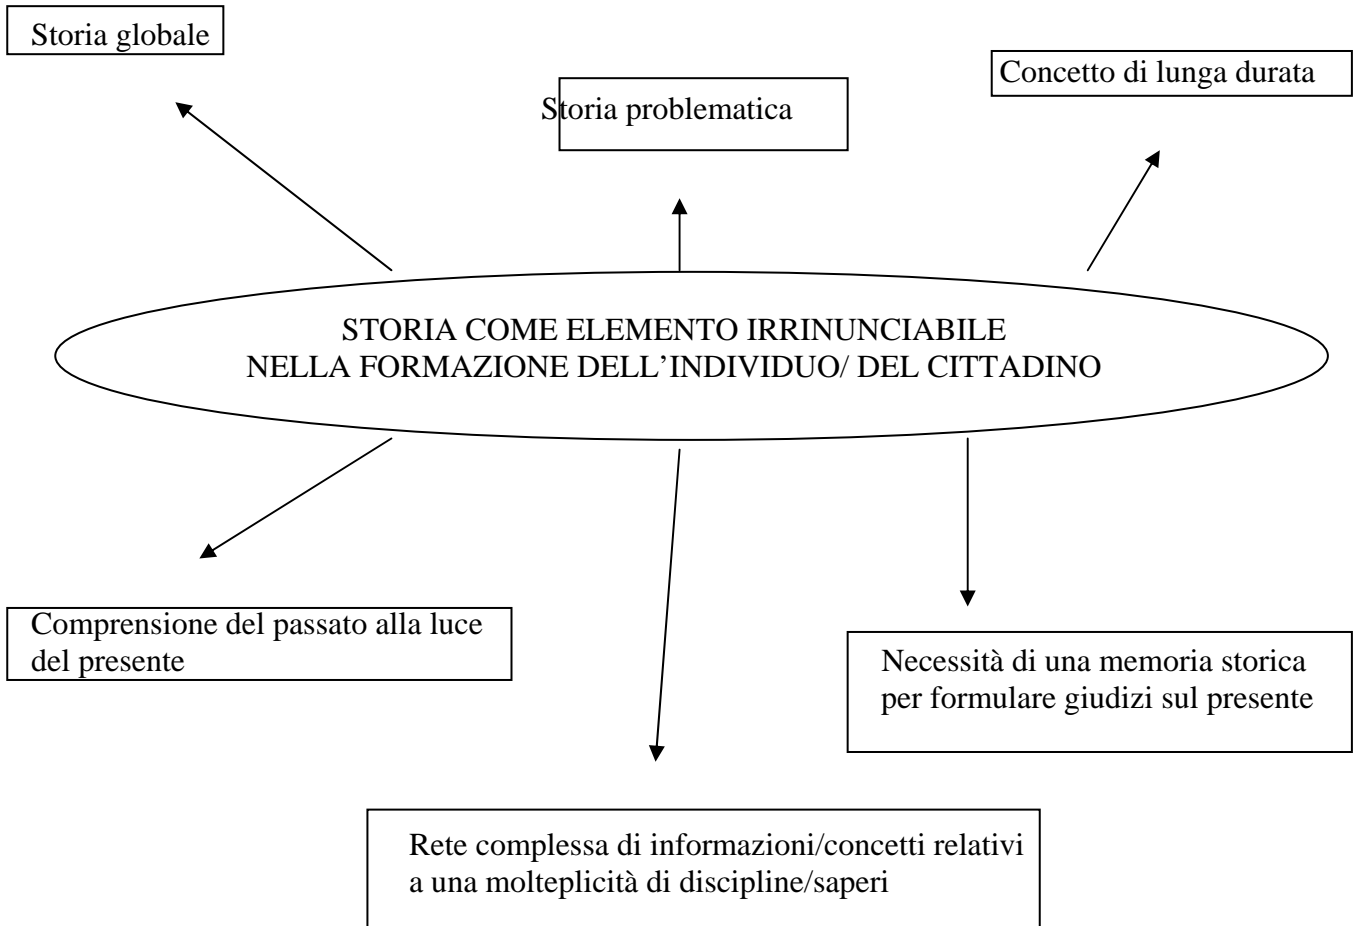 Storia globale
Storia problematica
Concetto di lunga durata
STORIA COME ELEMENTO IRRINUNCIABILE
NELLA FORMAZIONE DELL’INDIVIDUO/ DEL CITTADINO
Comprensione del passato alla luce
del presente
Necessità di una memoria storica
per formulare giudizi sul presente
Rete complessa di informazioni/concetti relativi
a una molteplicità di discipline/saperi